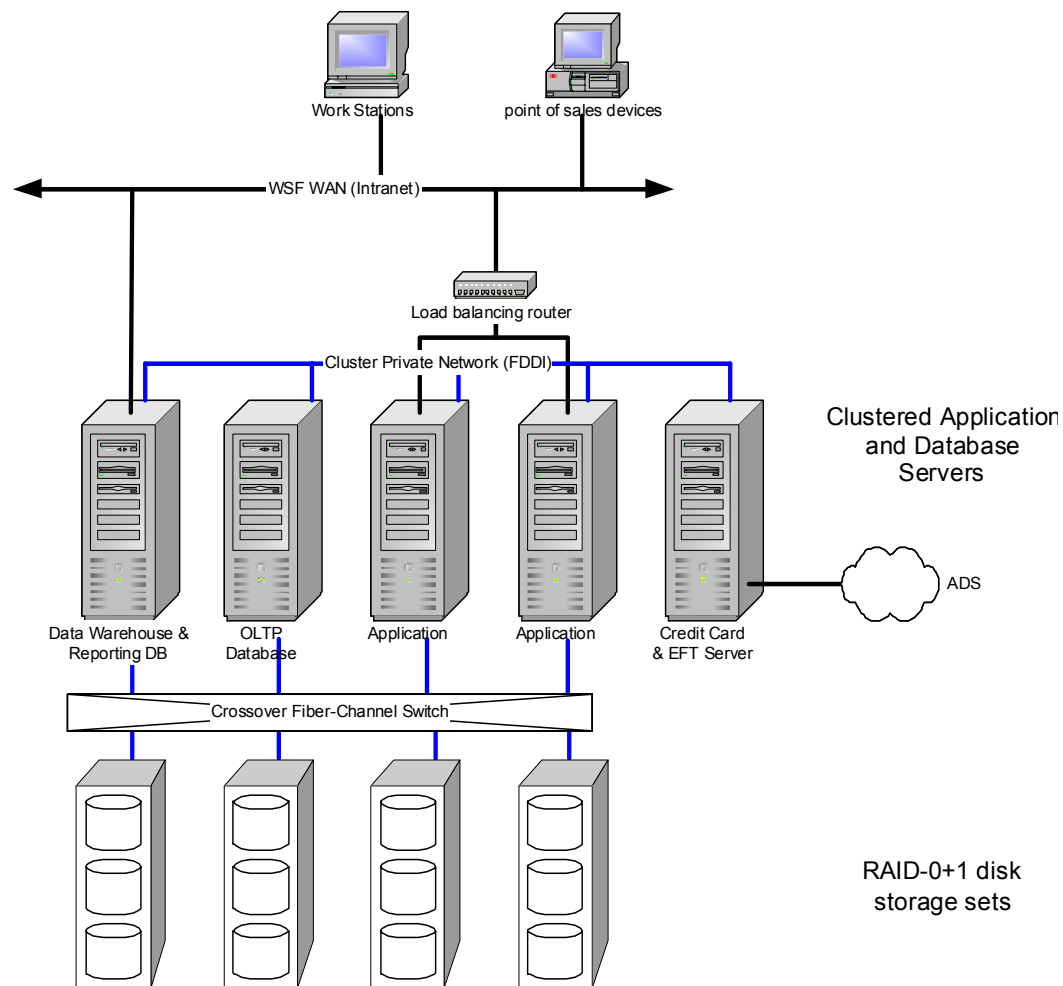 Work Stations
point of sales devices
WSF WAN (Intranet)
Load balancing router
Cluster Private Network (FDDI)
Clustered Application
and Database
Servers
ADS
Data Warehouse &
Reporting DB
OLTP
Database
Application
Application
Credit Card
& EFT Server
Crossover Fiber-Channel Switch
RAID-0+1 disk
storage sets